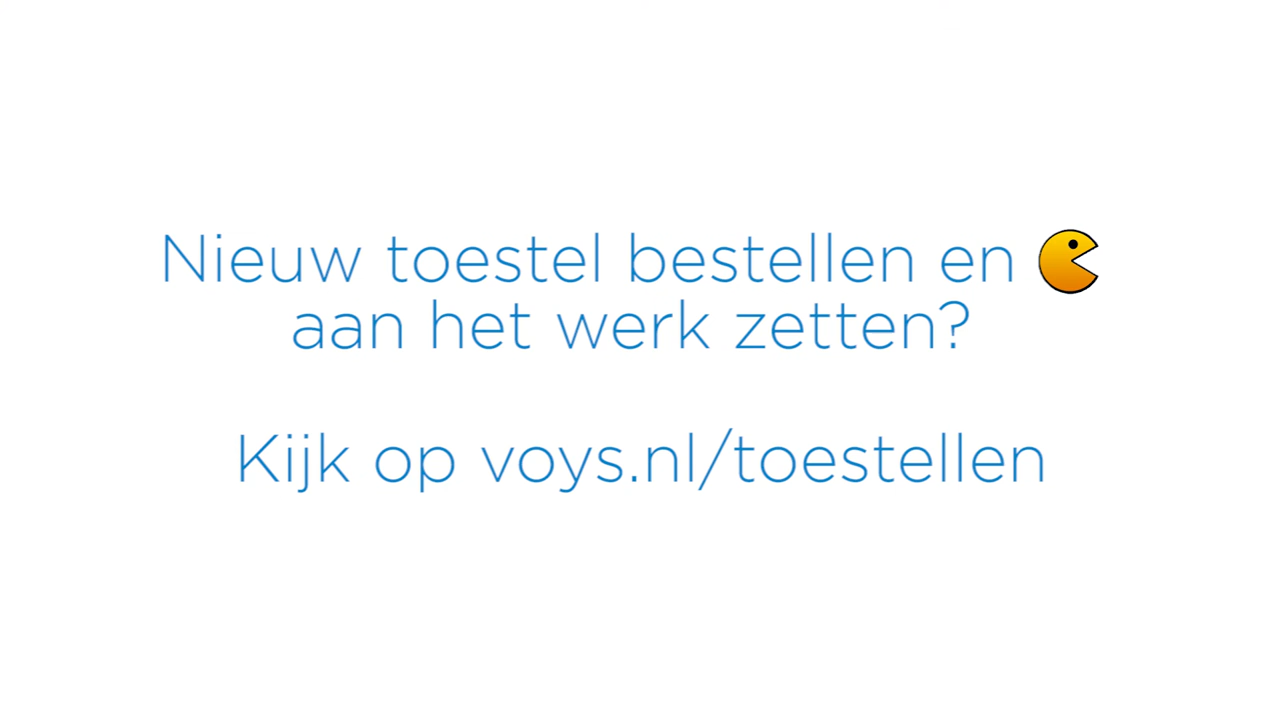 Nieuw toestel bestellen en
aan het werk zetten?
Kijk op voys.nl/toestellen